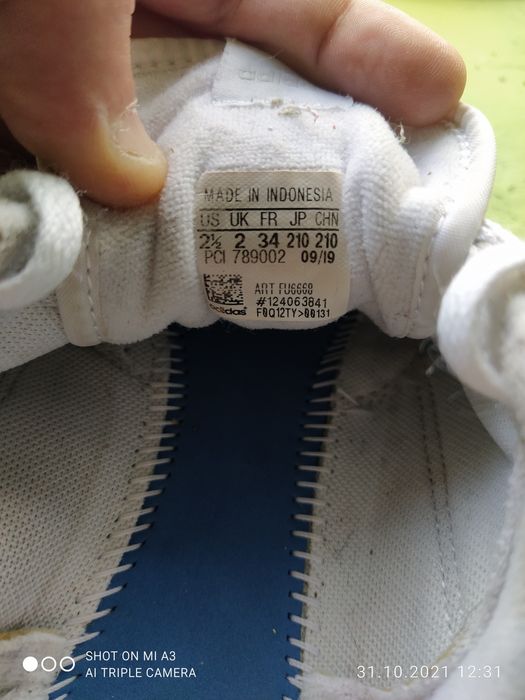 MADE IN INDONESIA
US UK FR JP CHN
2½ 2 34 210 210
PCI 789002 09/19
ART FU6668
#124063841
adidas F0Q12TY>00131
SHOT ON MI A3
AI TRIPLE CAMERA
31.10.2021 12:31